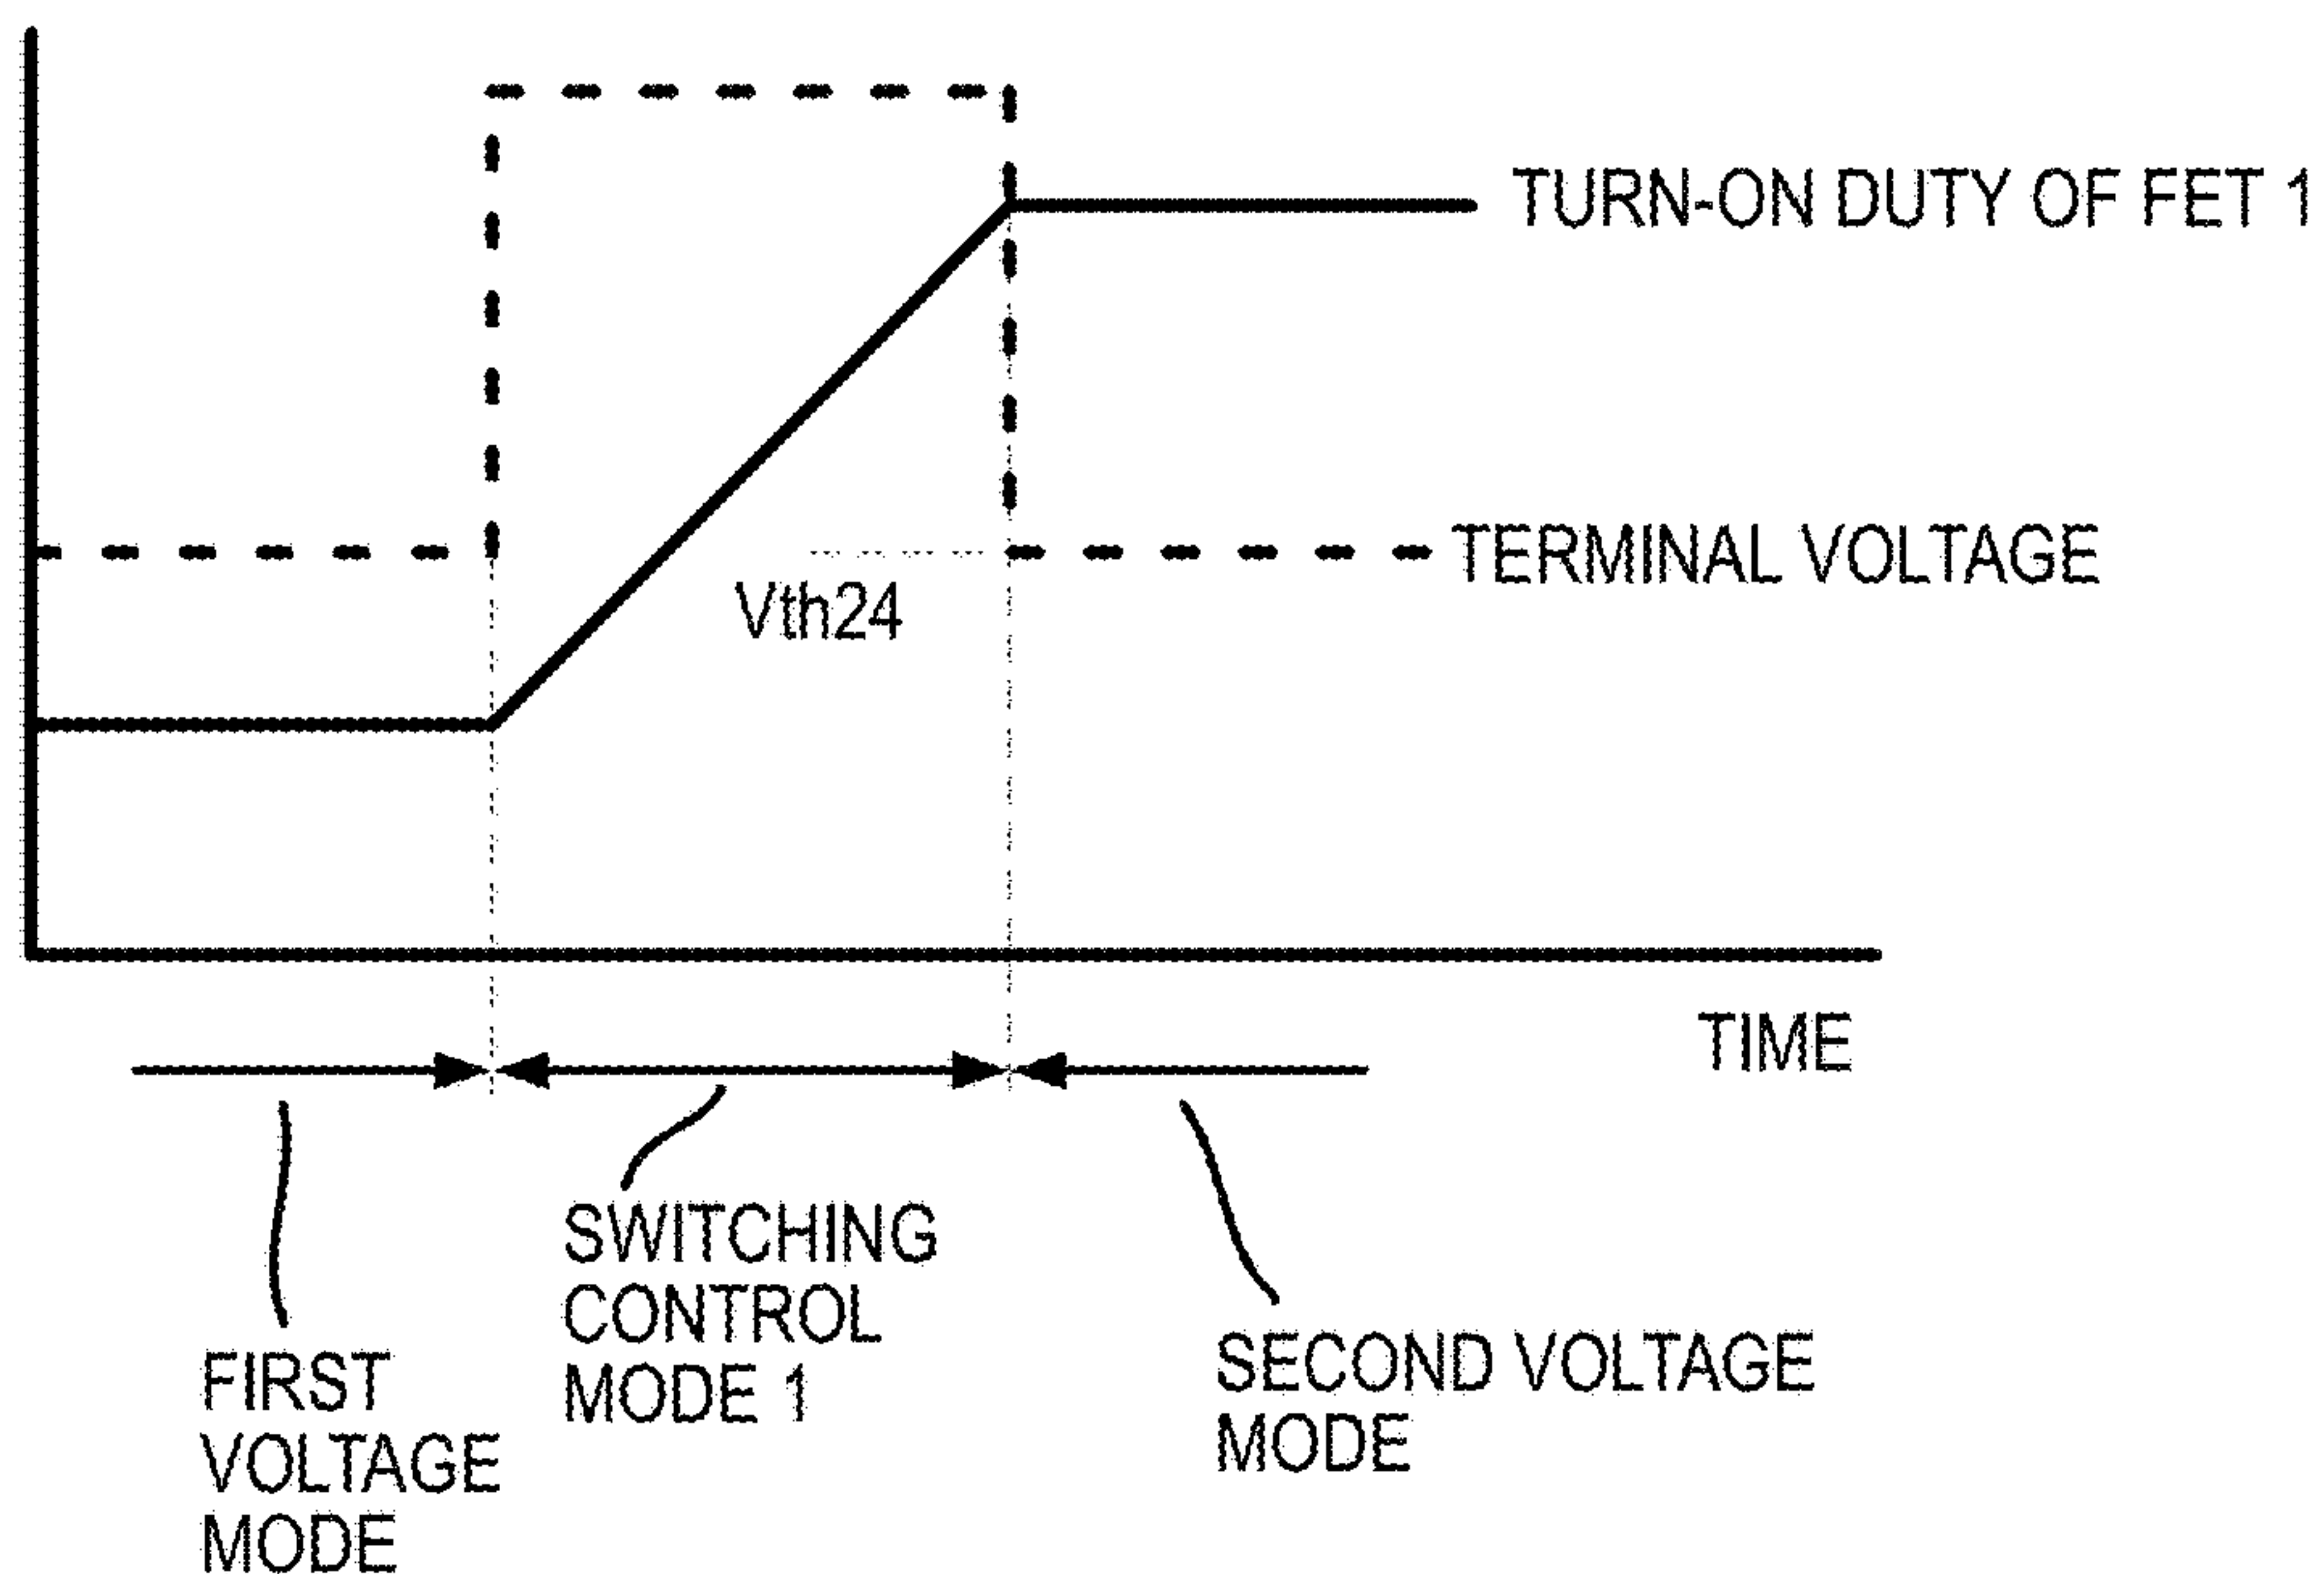 TURN-ON DUTY OF FET 1
TERMINAL VOLTAGE
Vth24
TIME
SWITCHING
CONTROL
MODE 1
SECOND VOLTAGE
MODE
FIRST
VOLTAGE
MODE